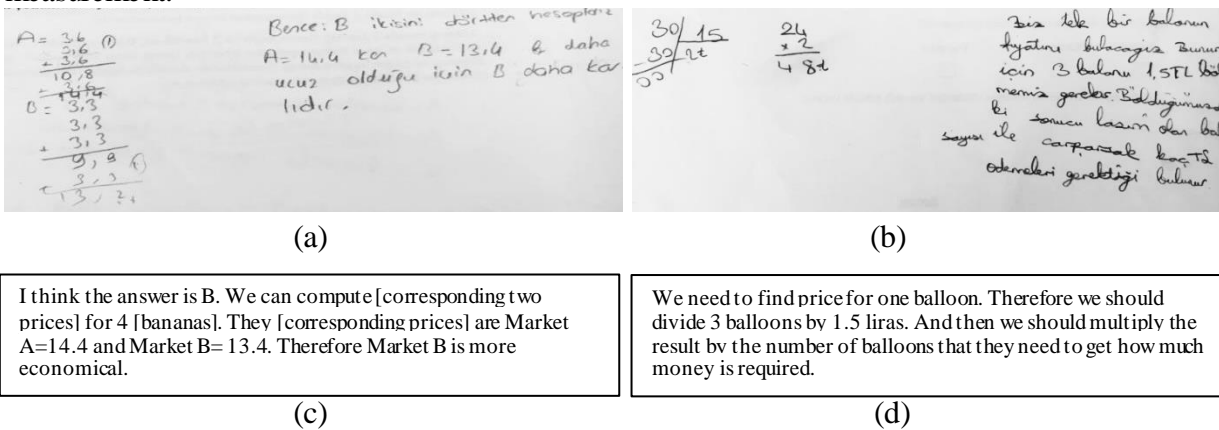 A= 3,6 (1)
3,6
+ 3,6
10,8
3,6
14,4
B= 3,3
3,3
+ 3,3
9,9
+ 3,3
13,2
Bence: B ikisini dörtten hesaplarız
A= 14,4 B= 13,4 daha
ucuz olduğu için B daha kar
lıdır.
30 15
-30 2t
00
24
x 2
48t
Biz tek bir balonun
fiyatını bulacağız Bunun
için 3 balonu 1.5TL böl
memiz gerekir.
ki sonucu lazım olan
sayısı ile çarparsak kaç TL
ödemeleri gerektiği bulunur.
(a)
(b)
I think the answer is B. We can compute [corresponding two
prices] for 4 [bananas]. They [corresponding prices] are Market
A=14.4 and Market B= 13.4. Therefore Market B is more
economical.
We need to find price for one balloon. Therefore we should
divide 3 balloons by 1.5 liras. And then we should multiply the
result by the number of balloons that they need to get how much
money is required.
(c)
(d)